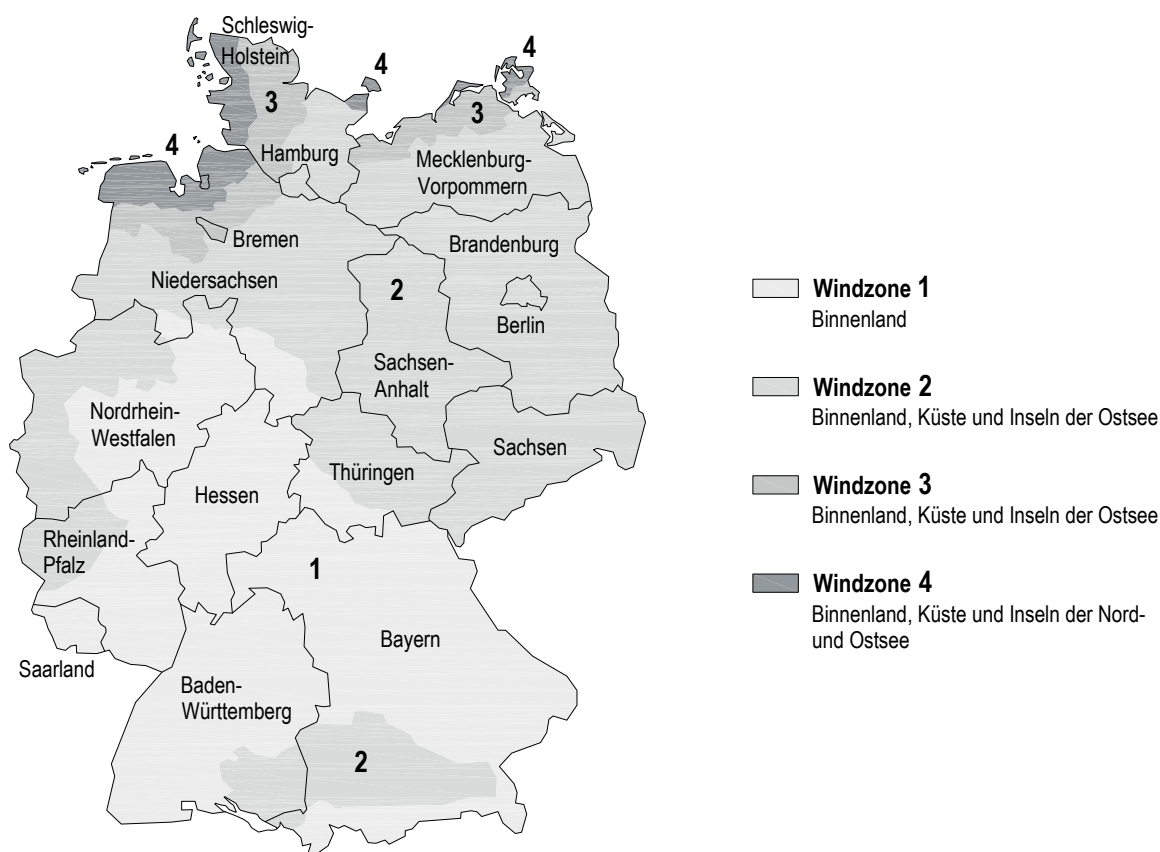 Schleswig-
Holstein
4
4
4
3
3
Hamburg
Mecklenburg-
Vorpommern
Bremen
Brandenburg
Niedersachsen
2
Berlin
Sachsen-
Anhalt
Nordrhein-
Westfalen
Sachsen
Thüringen
Hessen
Rheinland-
Pfalz
1
Bayern
Saarland
Baden-
Württemberg
2
Windzone 1
Binnenland
Windzone 2
Binnenland, Küste und Inseln der Ostsee
Windzone 3
Binnenland, Küste und Inseln der Ostsee
Windzone 4
Binnenland, Küste und Inseln der Nord-
und Ostsee